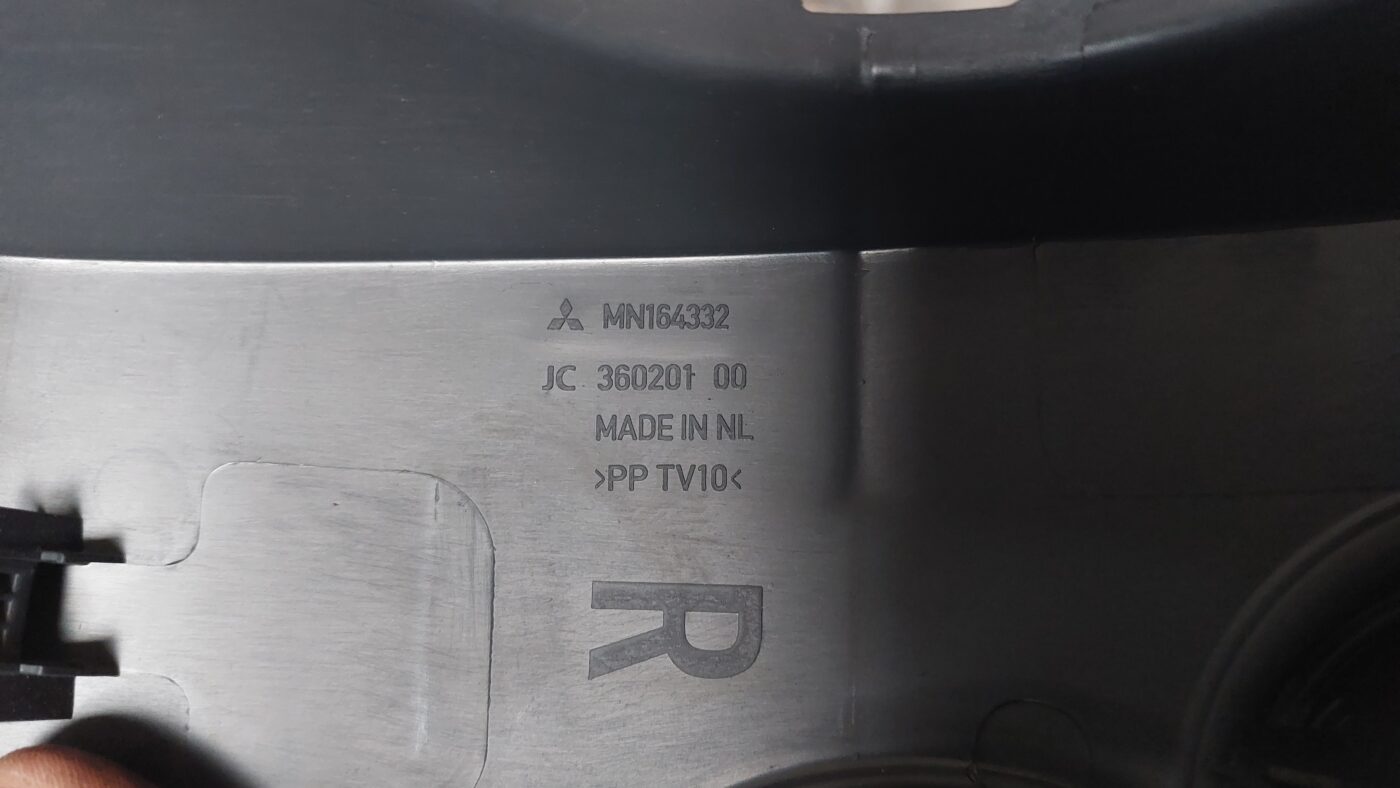 MN164332
JC 360201 00
MADE IN NL
>PP TV10<
R